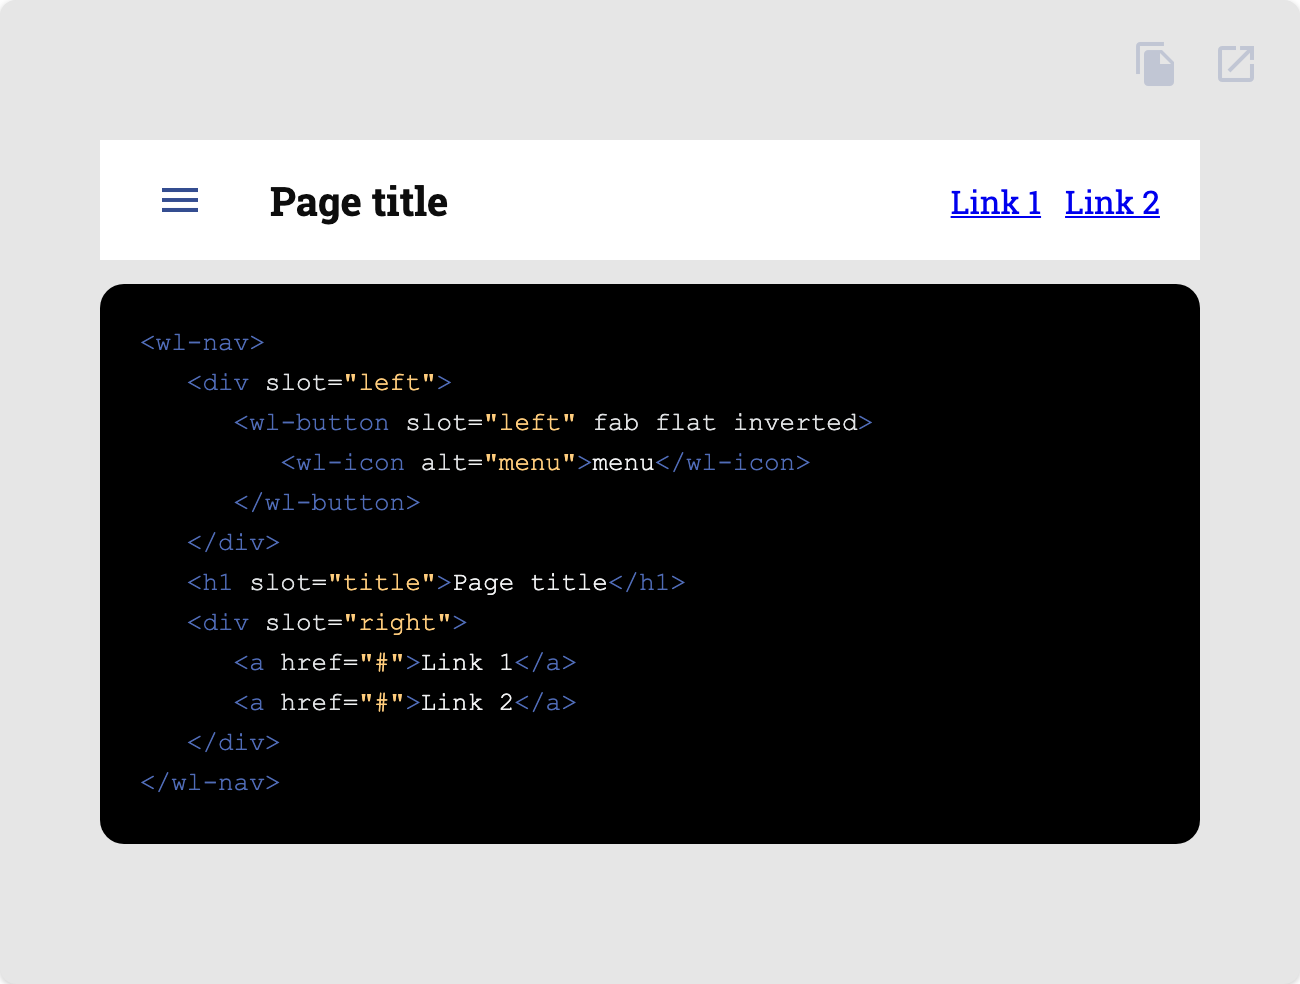 Page title Link 1 Link 2
<wl-nav>
   <div slot="left">
      <wl-button slot="left" fab flat inverted>
         <wl-icon alt="menu">menu</wl-icon>
      </wl-button>
   </div>
   <h1 slot="title">Page title</h1>
   <div slot="right">
      <a href="#">Link 1</a>
      <a href="#">Link 2</a>
   </div>
</wl-nav>